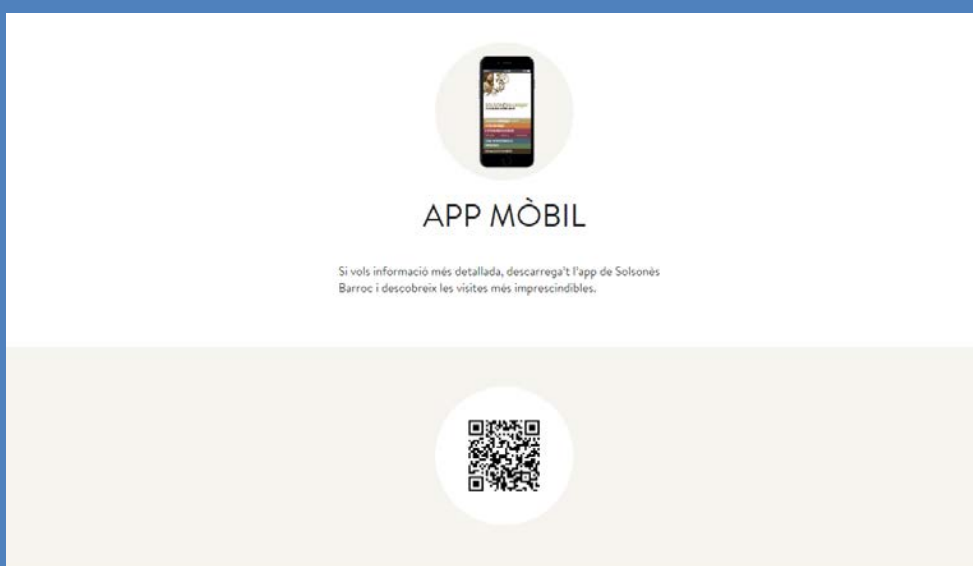 APP MÒBIL
Si vols informació més detallada, descarrega't l'app de Solsonès
Barroc i descobreix les visites més imprescindibles.